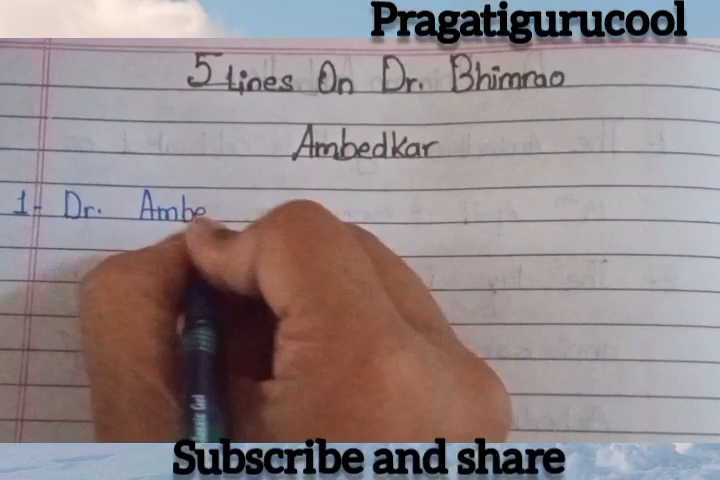 Pragatigurucool
5 Lines On Dr. Bhimrao
Ambedkar
1- Dr. Ambe
Subscribe and share